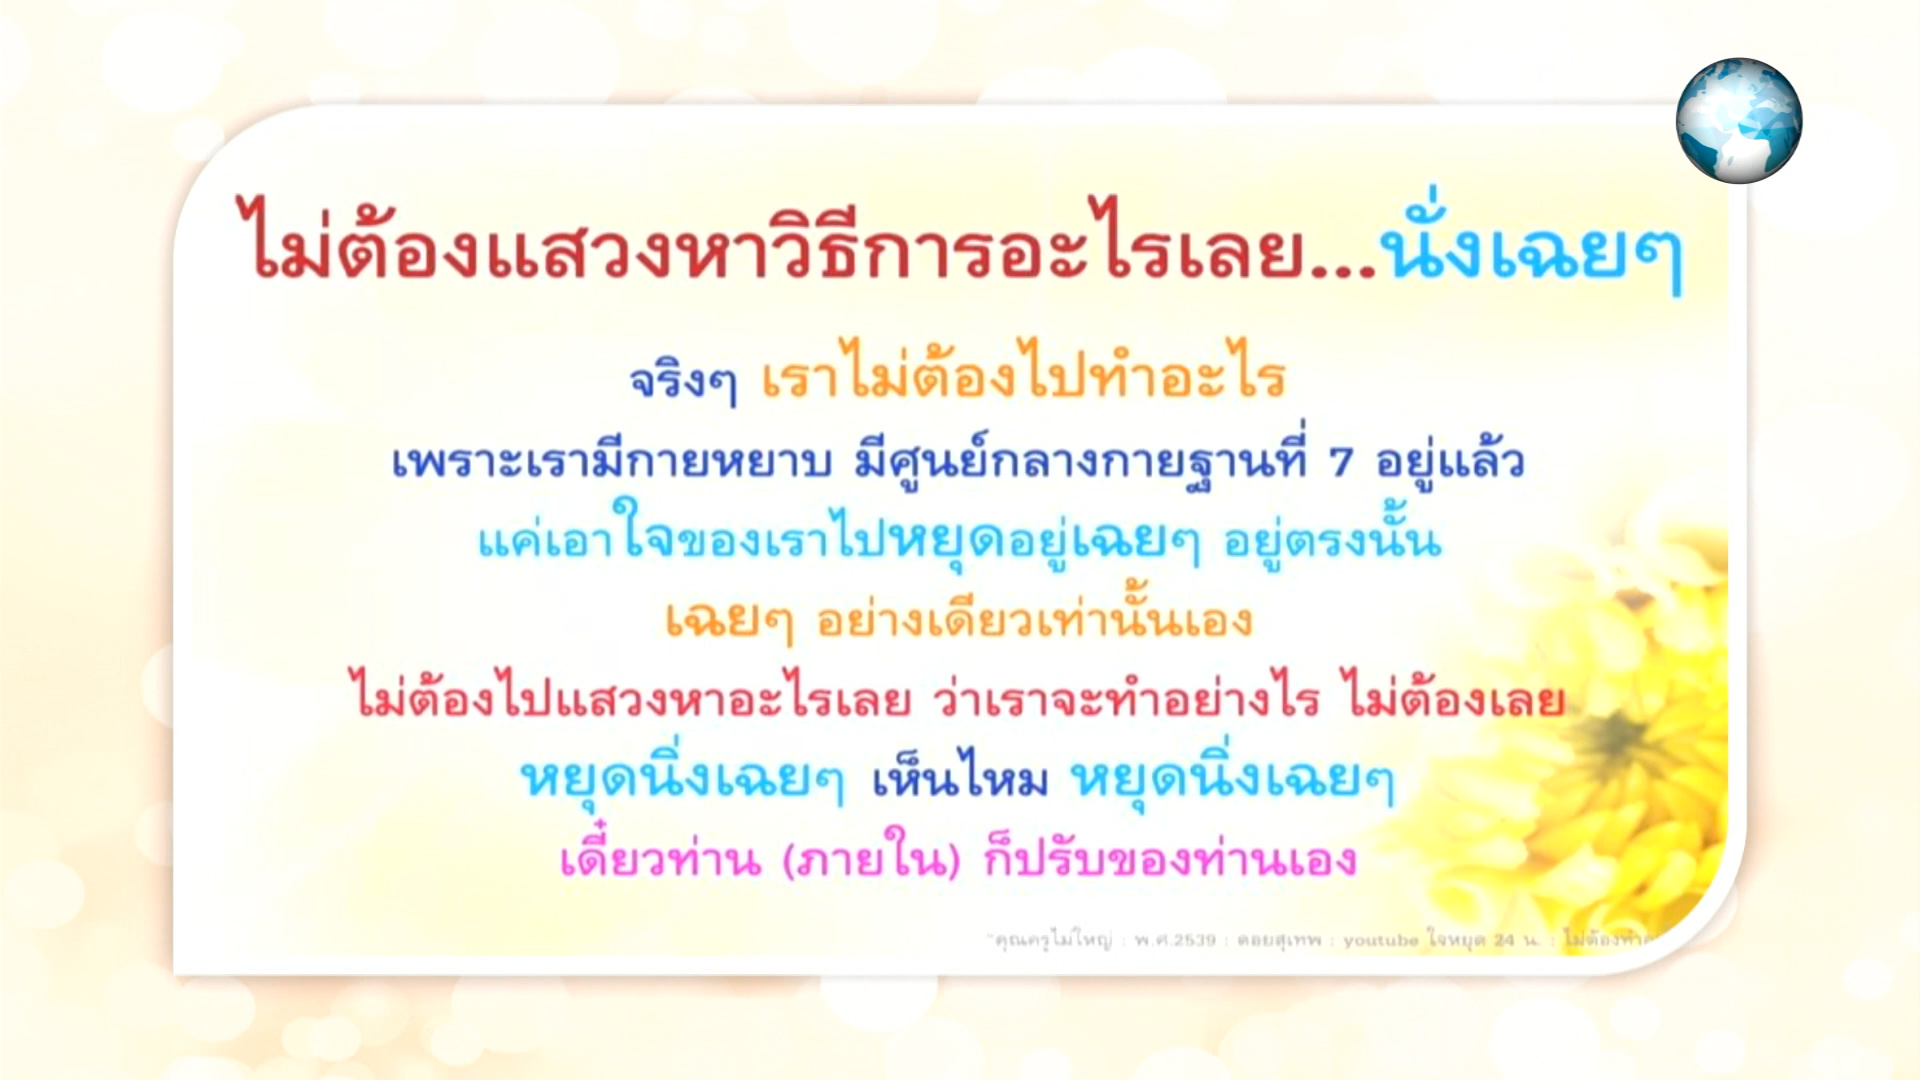 ไม่ต้องแสวงหาวิธีการอะไรเลย...นั่งเฉยๆ
จริงๆ เราไม่ต้องไปทำอะไร
เพราะเรามีกายหยาบ มีศูนย์กลางกายฐานที่ 7 อยู่แล้ว
แค่เอาใจของเราไปหยุดอยู่เฉยๆ อยู่ตรงนั้น
เฉยๆ อย่างเดียวเท่านั้นเอง
ไม่ต้องไปแสวงหาอะไรเลย ว่าเราจะทำอย่างไร ไม่ต้องเลย
หยุดนิ่งเฉยๆ เห็นไหม หยุดนิ่งเฉยๆ
เดี๋ยวท่าน (ภายใน) ก็ปรับของท่านเอง
"คุณครูไม่ใหญ่ : พ.ศ.2539 : ดอยสุเทพ : youtube ใจหยุด 24 น. : ไม่ต้องทำ